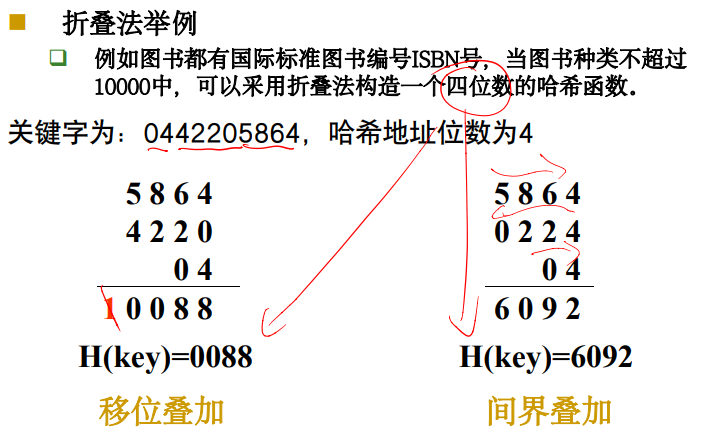 折叠法举例
例如图书都有国际标准图书编号ISBN号，当图书种类不超过
10000中，可以采用折叠法构造一个四位数的哈希函数。
关键字为：0442205864，哈希地址位数为4
5 8 6 4
4 2 2 0
0 4
1 0 0 8 8
H(key)=0088
移位叠加
5 8 6 4
0 2 2 4
0 4
6 0 9 2
H(key)=6092
间界叠加